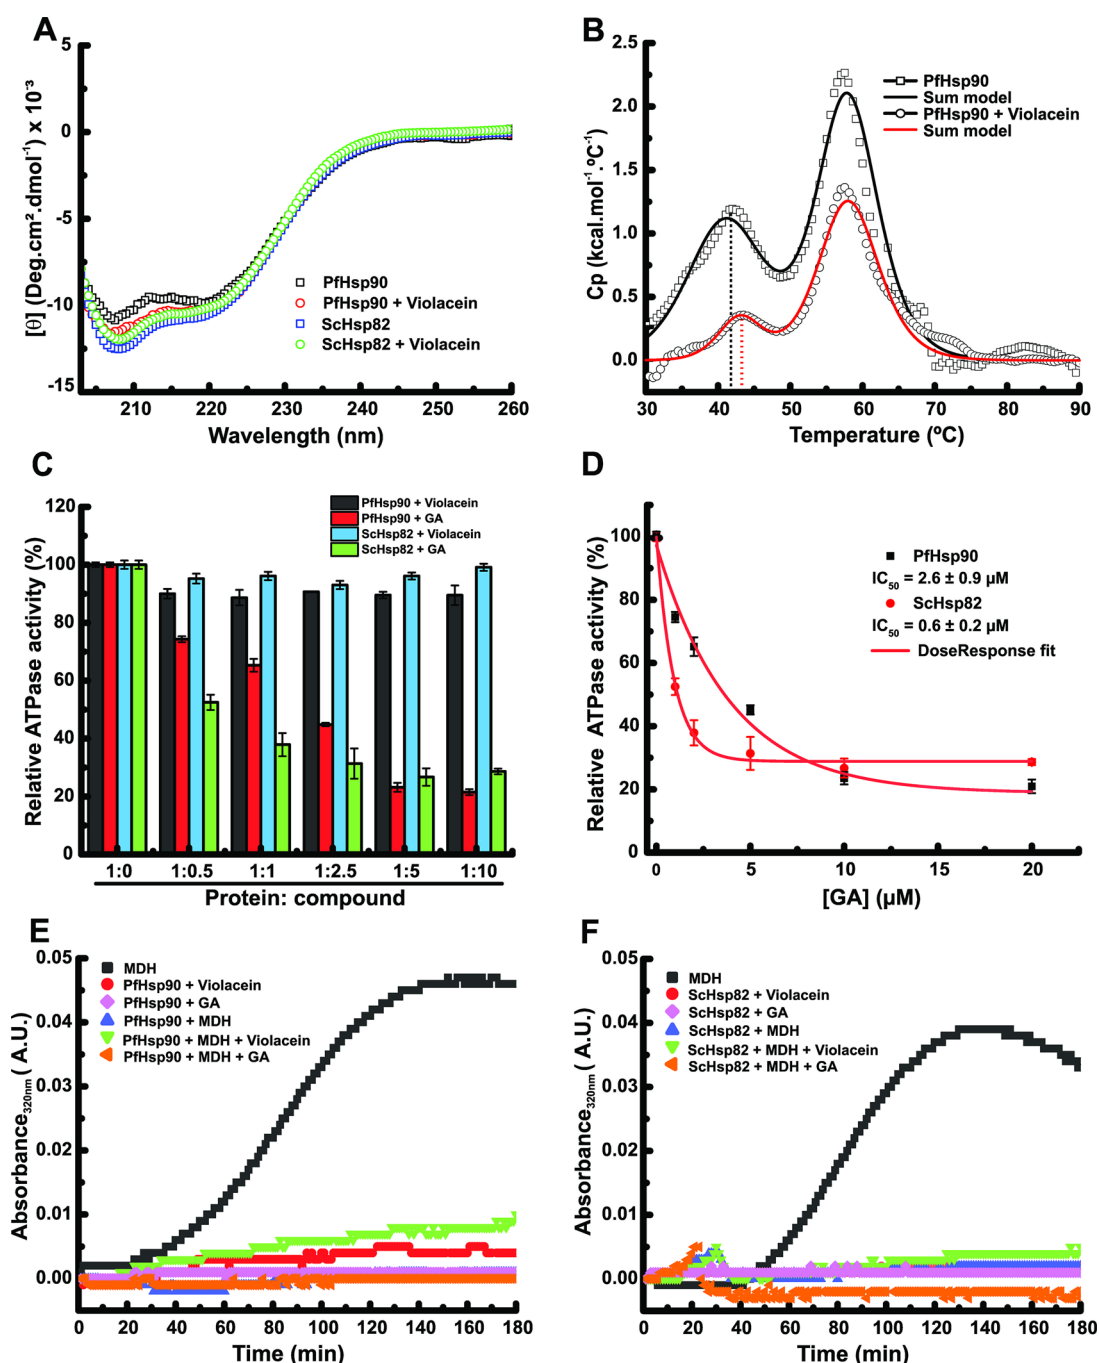 A
[θ] (Deg.cm².dmol⁻¹) x 10⁻³
5
0
-5
-10
-15
PfHsp90
PfHsp90 + Violacein
ScHsp82
ScHsp82 + Violacein
210 220 230 240 250 260
Wavelength (nm)
B
Cp (kcal.mol⁻¹.ºC⁻¹)
2.5
2.0
1.5
1.0
0.5
0.0
PfHsp90
Sum model
PfHsp90 + Violacein
Sum model
30 40 50 60 70 80 90
Temperature (ºC)
C
Relative ATPase activity (%)
120
100
80
60
40
20
0
PfHsp90 + Violacein
PfHsp90 + GA
ScHsp82 + Violacein
ScHsp82 + GA
1:0 1:0.5 1:1 1:2.5 1:5 1:10
Protein: compound
D
Relative ATPase activity (%)
100
80
60
40
20
0
PfHsp90
IC₅₀ = 2.6 ± 0.9 µM
ScHsp82
IC₅₀ = 0.6 ± 0.2 µM
DoseResponse fit
0 5 10 15 20
[GA] (µM)
E
Absorbance₃₂₀ₙₘ( A.U.)
0.05
0.04
0.03
0.02
0.01
0.00
MDH
PfHsp90 + Violacein
PfHsp90 + GA
PfHsp90 + MDH
PfHsp90 + MDH + Violacein
PfHsp90 + MDH + GA
0 20 40 60 80 100 120 140 160 180
Time (min)
F
Absorbance₃₂₀ₙₘ( A.U.)
0.05
0.04
0.03
0.02
0.01
0.00
MDH
ScHsp82 + Violacein
ScHsp82 + GA
ScHsp82 + MDH
ScHsp82 + MDH + Violacein
ScHsp82 + MDH + GA
0 20 40 60 80 100 120 140 160 180
Time (min)